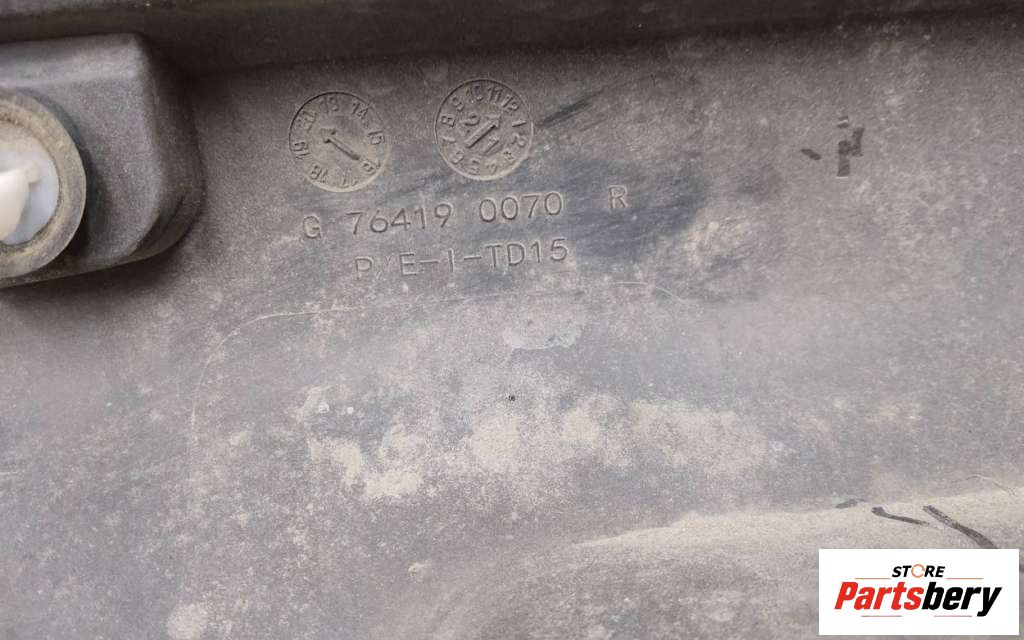 G 76419 0070 R
P/E-I-TD15
STORE
Partsbery